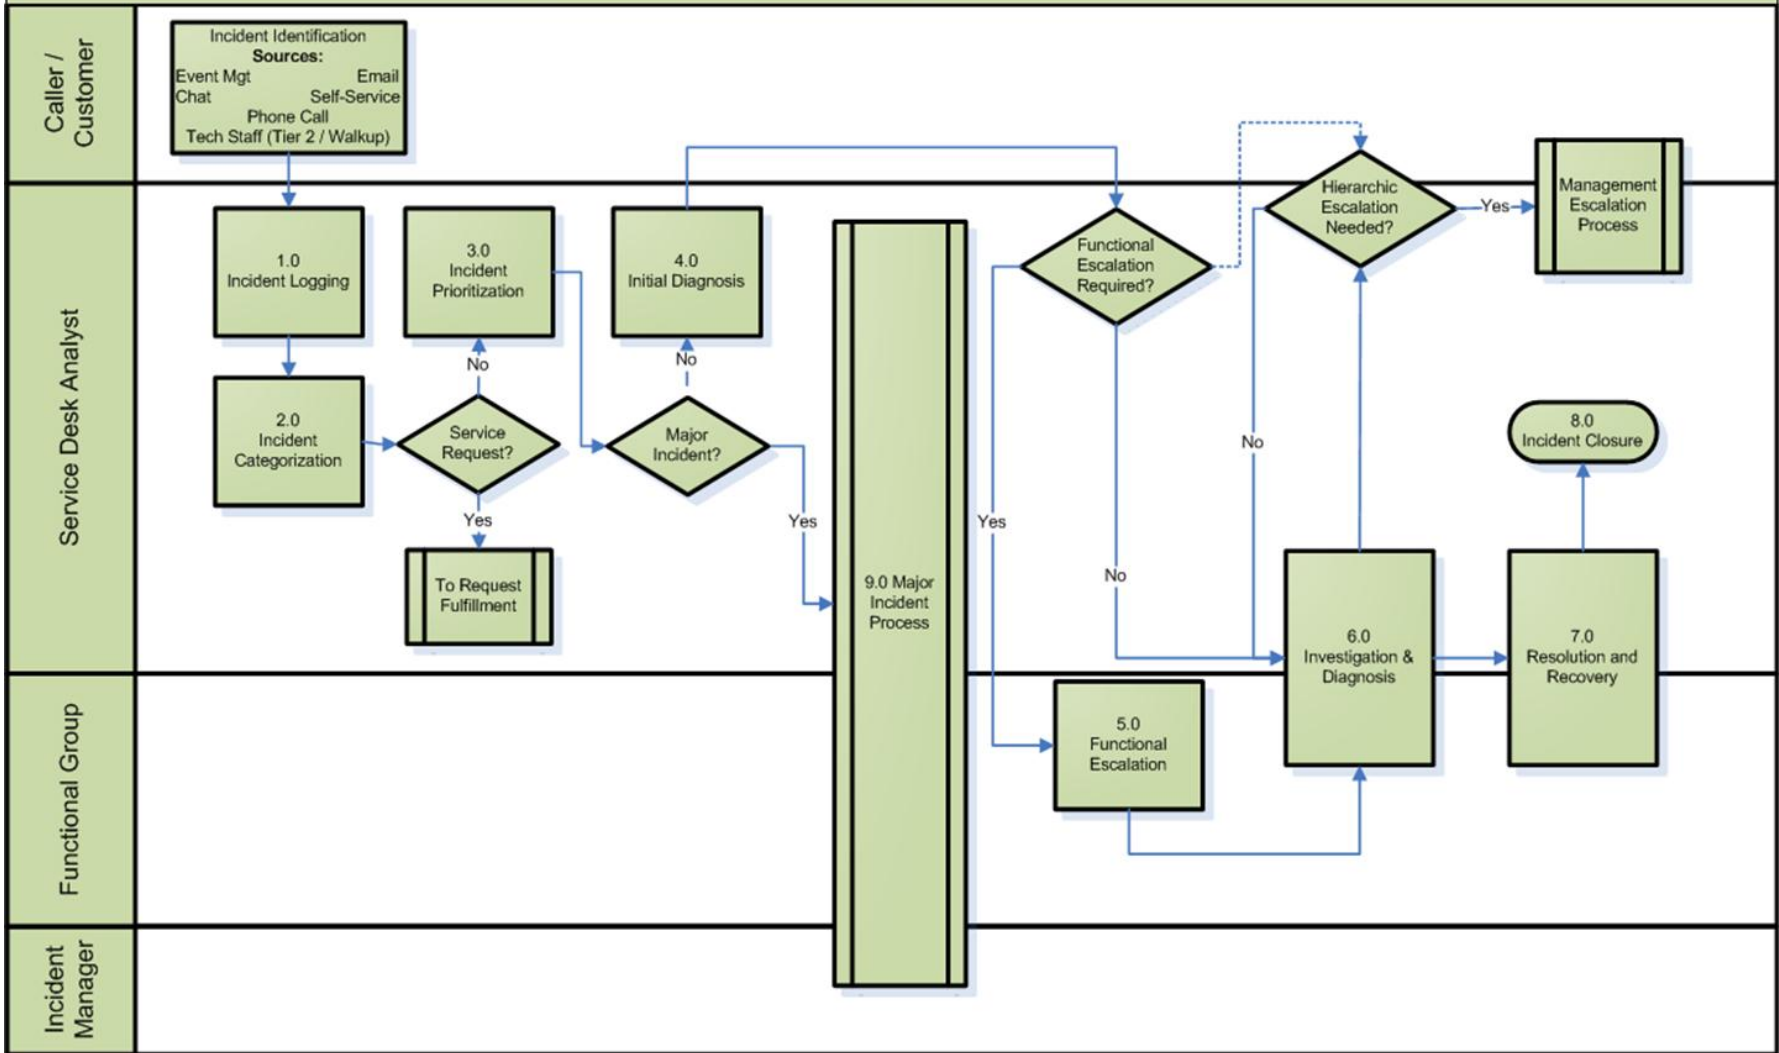 Caller /
Customer
Incident Identification
Sources:
Event Mgt Email
Chat Self-Service
Phone Call
Tech Staff (Tier 2 / Walkup)
Service Desk Analyst
1.0
Incident Logging
2.0
Incident
Categorization
3.0
Incident
Prioritization
No
Service
Request?
Yes
To Request
Fulfillment
4.0
Initial Diagnosis
No
Major
Incident?
Yes
9.0 Major
Incident
Process
Functional
Escalation
Required?
Yes
No
Hierarchic
Escalation
Needed?
Yes
No
Management
Escalation
Process
8.0
Incident Closure
6.0
Investigation &
Diagnosis
7.0
Resolution and
Recovery
Functional Group
5.0
Functional
Escalation
Incident
Manager